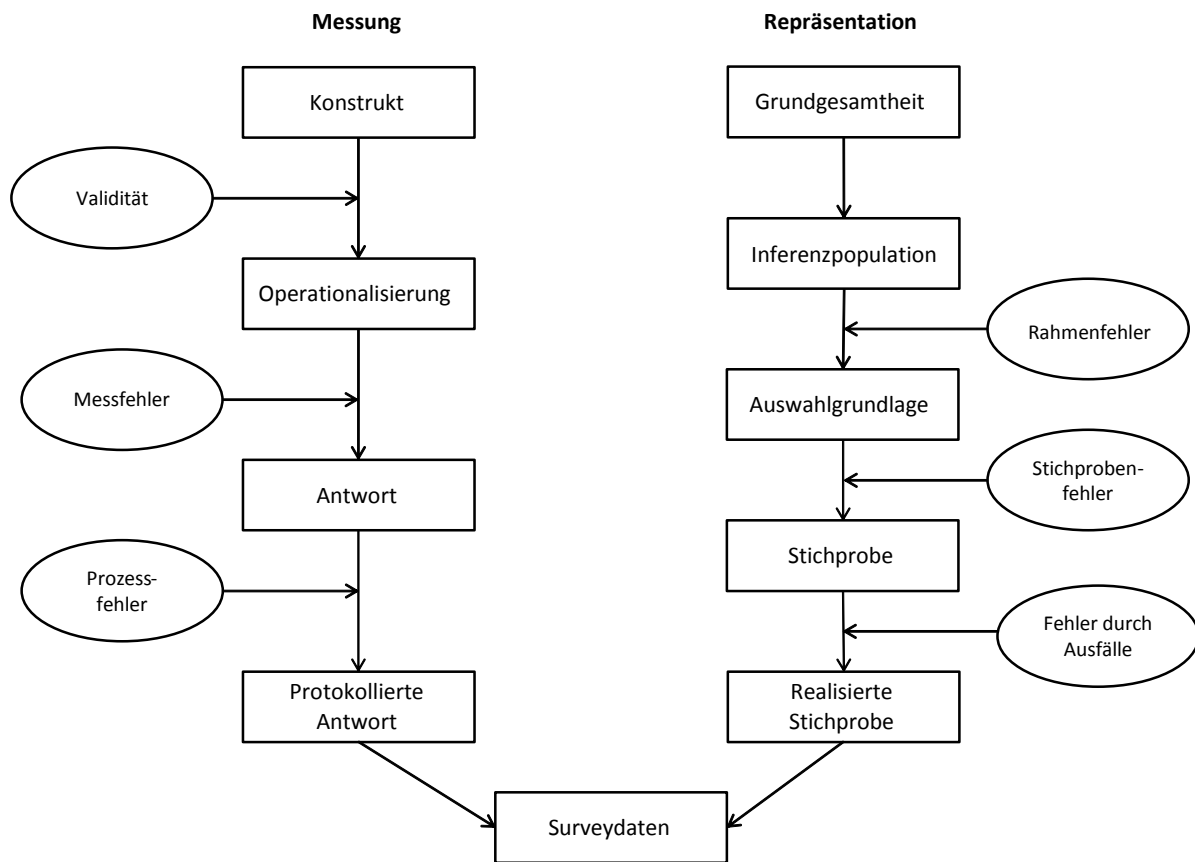 Messung
Konstrukt
Validität
Operationalisierung
Messfehler
Antwort
Prozess-
fehler
Protokollierte
Antwort
Repräsentation
Grundgesamtheit
Inferenzpopulation
Rahmenfehler
Auswahlgrundlage
Stichproben-
fehler
Stichprobe
Fehler durch
Ausfälle
Realisierte
Stichprobe
Surveydaten